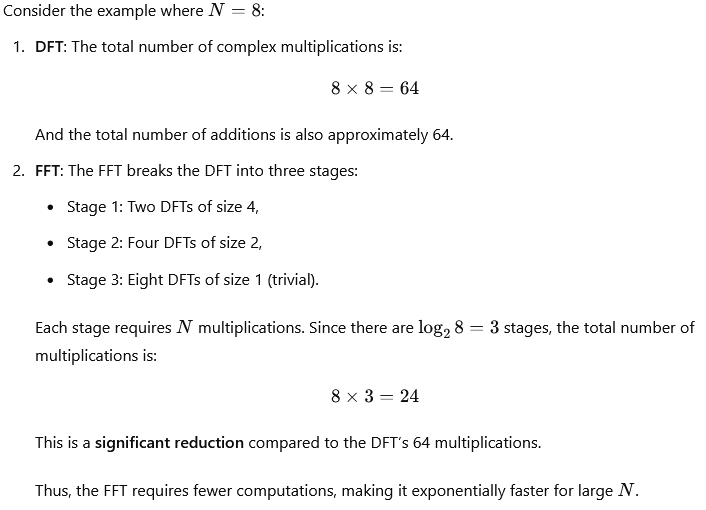 Consider the example where N = 8:
1. DFT: The total number of complex multiplications is:
8 × 8 = 64
And the total number of additions is also approximately 64.
2. FFT: The FFT breaks the DFT into three stages:
• Stage 1: Two DFTs of size 4,
• Stage 2: Four DFTs of size 2,
• Stage 3: Eight DFTs of size 1 (trivial).
Each stage requires N multiplications. Since there are log₂ 8 = 3 stages, the total number of
multiplications is:
8 × 3 = 24
This is a significant reduction compared to the DFT's 64 multiplications.
Thus, the FFT requires fewer computations, making it exponentially faster for large N.